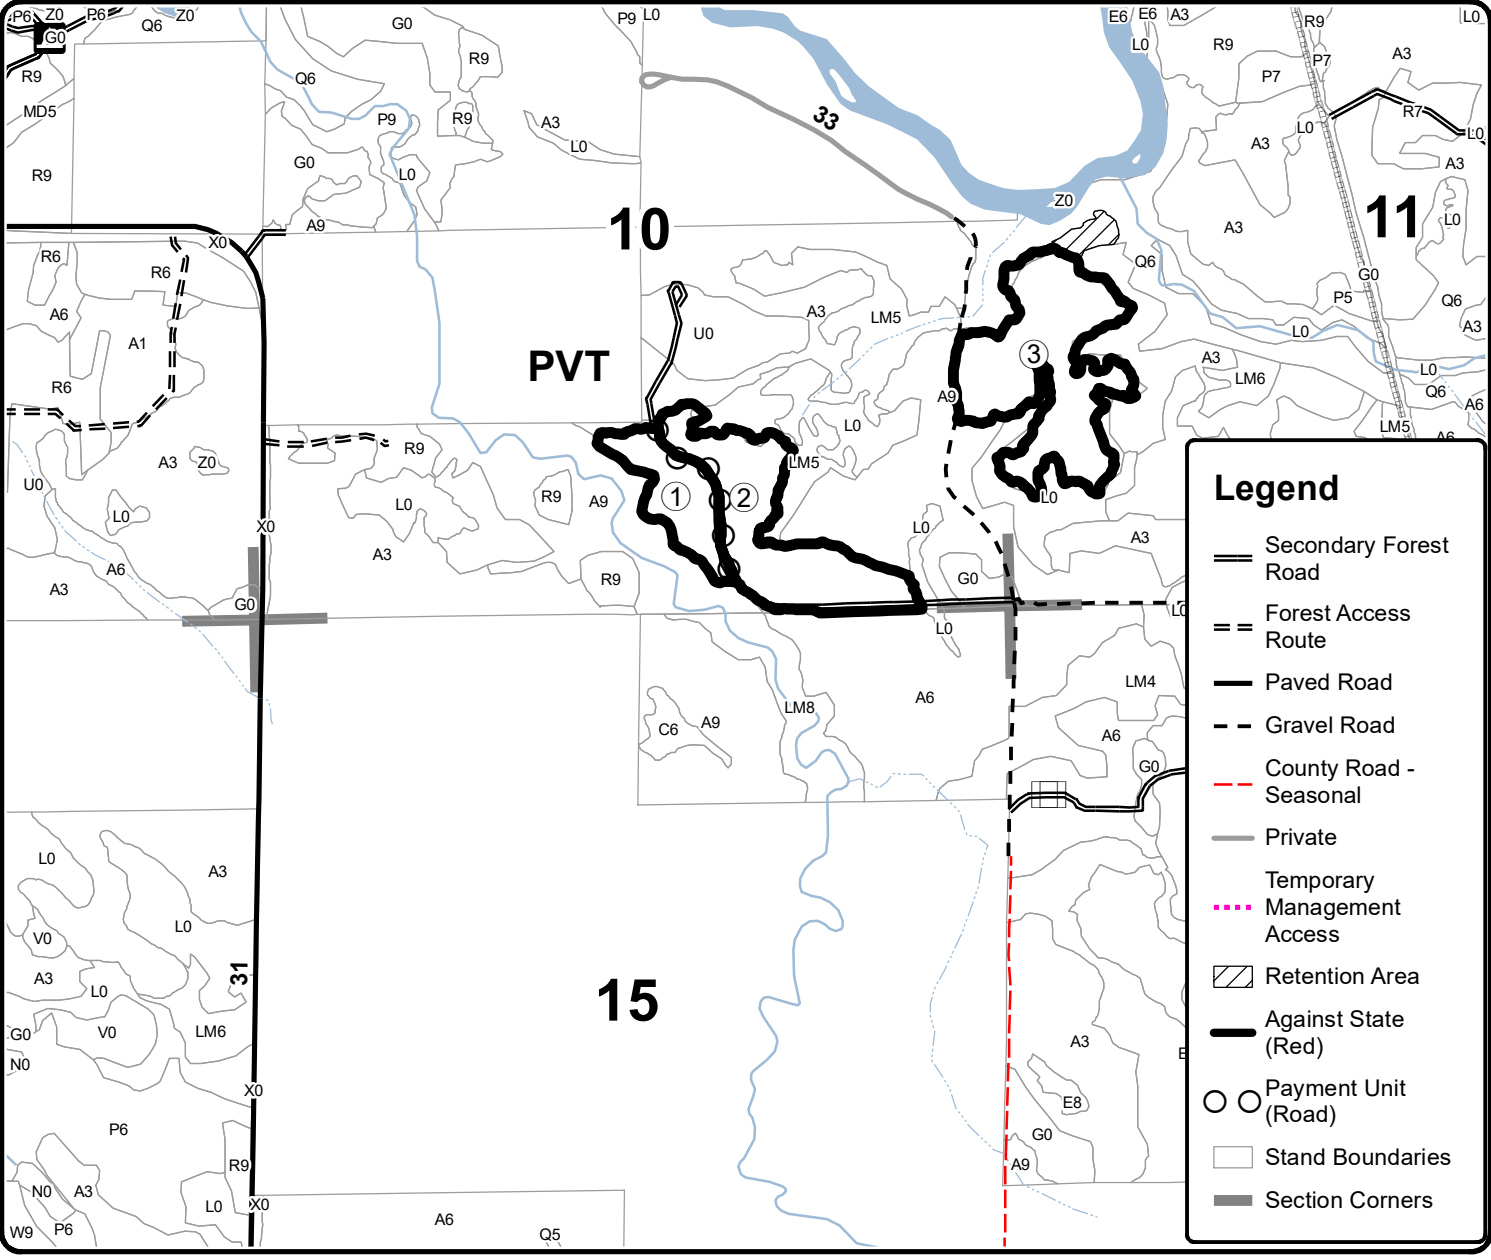 P6 Z0 P6 Z0
Q6
G0
G0
P9 L0
E6 E6 A3
R9
L0
R9
R9
Q6
L0
R9
P7
P7
A3
MD5
P9
R9
A3
33
R7
L0
L0
L0
G0
A3
A3
R9
L0
Z0
L0
A9
10
11
A3
X0
R6
R6
Q6
G0
P5
Q6
A6
A3
LM5
A3
L0
A1
U0
PVT
3
A3
L0
R6
LM6
Q6
A9
A6
L0
LM5
A6
R9
A3
Z0
LM5
U0
R9
A9
1
2
L0
L0
L0
X0
L0
A3
A3
A6
R9
G0
A3
G0
L0
L0
LM4
A6
LM8
C6
A9
A6
G0
L0
A3
L0
V0
31
A3
L0
15
G0
V0
LM6
N0
A3
E
X0
E8
P6
G0
R9
A9
N0
A3
L0
X0
W9
P6
A6
Q5
Legend
Secondary Forest
Road
Forest Access
Route
Paved Road
Gravel Road
County Road -
Seasonal
Private
Temporary
Management
Access
Retention Area
Against State
(Red)
Payment Unit
(Road)
Stand Boundaries
Section Corners